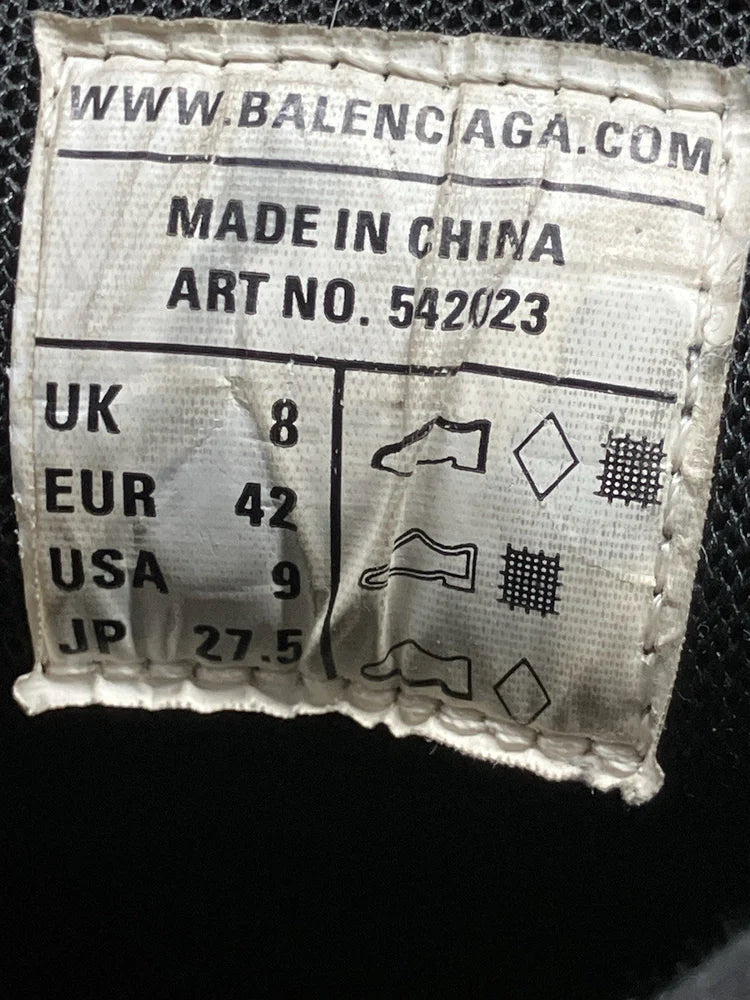 WWW.BALENCIAGA.COM
MADE IN CHINA
ART NO. 542023
UK 8
EUR 42
USA 9
JP 27.5